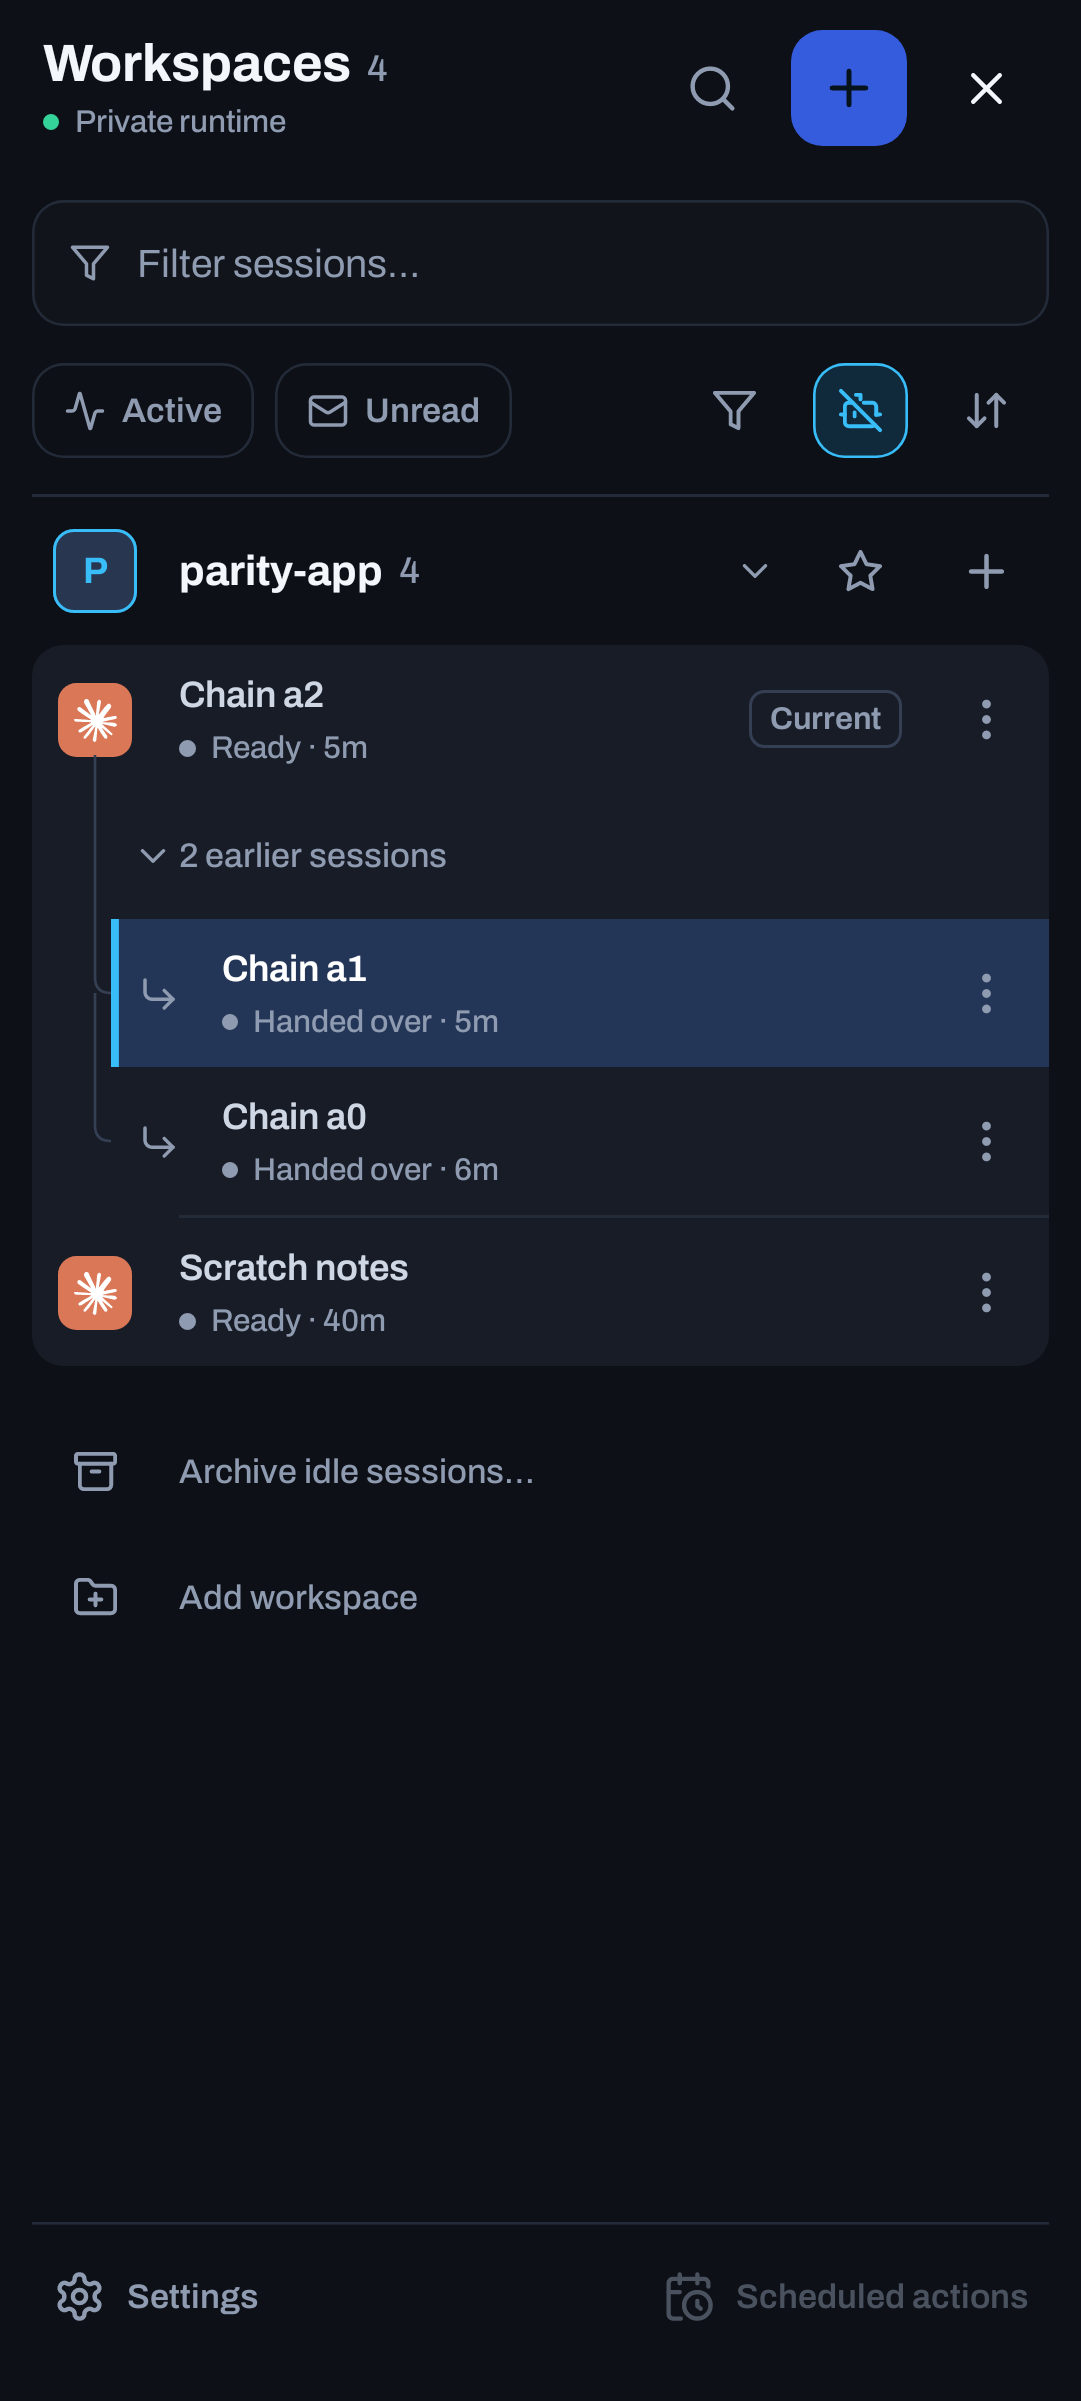 Workspaces 4
Private runtime
Filter sessions...
Active
Unread
P
parity-app 4
Chain a2
Ready · 5m
Current
2 earlier sessions
Chain a1
Handed over · 5m
Chain a0
Handed over · 6m
Scratch notes
Ready · 40m
Archive idle sessions...
Add workspace
Settings
Scheduled actions